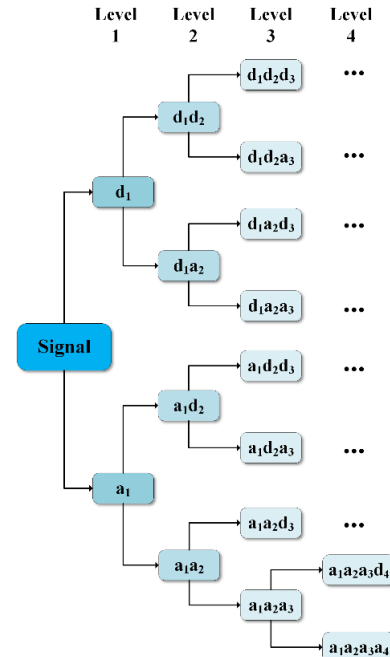 Level Level Level Level
1 2 3 4
d₁d₂d₃ •••
d₁d₂
d₁d₂a₃ •••
d₁
d₁a₂d₃ •••
d₁a₂
d₁a₂a₃ •••
Signal
a₁d₂d₃ •••
a₁d₂
a₁d₂a₃ •••
a₁
a₁a₂d₃ •••
a₁a₂
a₁a₂a₃d₄
a₁a₂a₃
a₁a₂a₃a₄